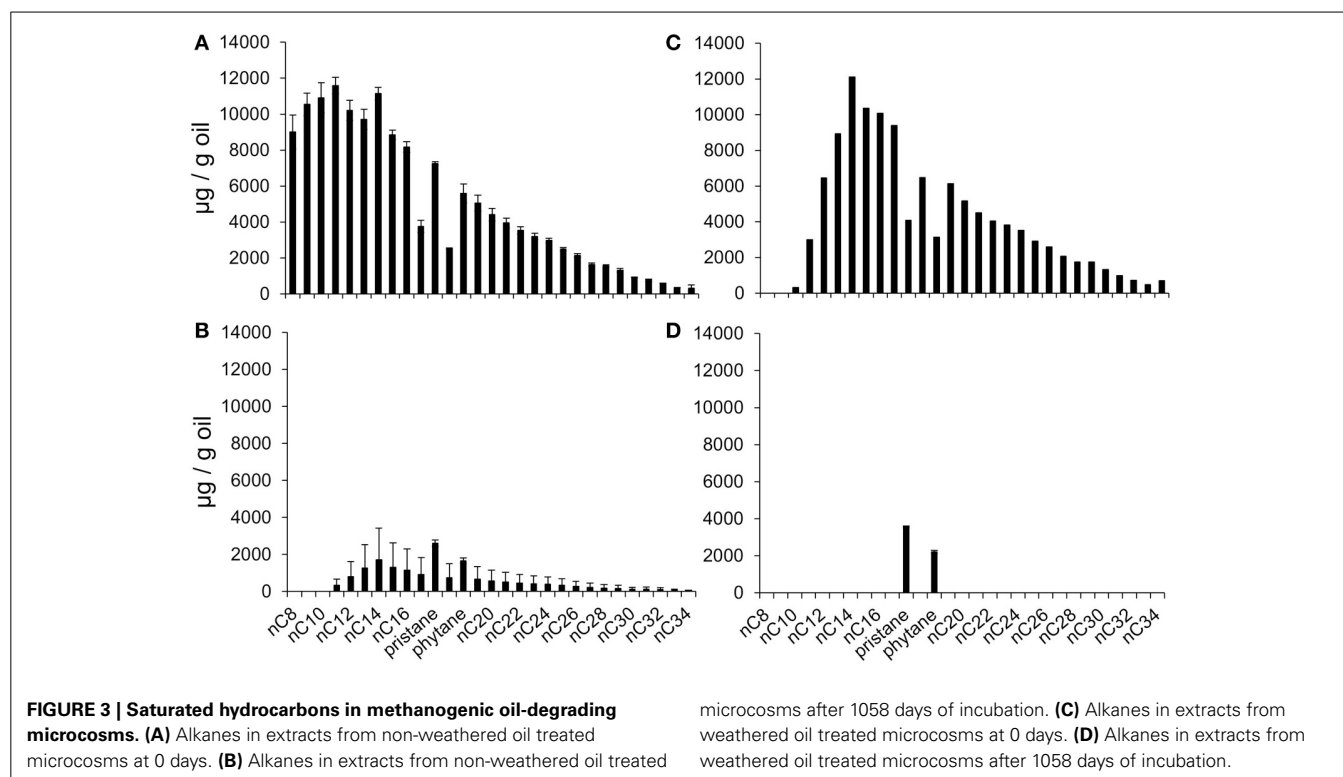 A
14000
12000
10000
8000
6000
4000
2000
0
µg / g oil
C
14000
12000
10000
8000
6000
4000
2000
0
B
14000
12000
10000
8000
6000
4000
2000
0
µg / g oil
nC8
nC10
nC12
nC14
nC16
pristane
phytane
nC20
nC22
nC24
nC26
nC28
nC30
nC32
nC34
D
14000
12000
10000
8000
6000
4000
2000
0
nC8
nC10
nC12
nC14
nC16
pristane
phytane
nC20
nC22
nC24
nC26
nC28
nC30
nC32
nC34
FIGURE 3 | Saturated hydrocarbons in methanogenic oil-degrading
microcosms. (A) Alkanes in extracts from non-weathered oil treated
microcosms at 0 days. (B) Alkanes in extracts from non-weathered oil treated
microcosms after 1058 days of incubation. (C) Alkanes in extracts from
weathered oil treated microcosms at 0 days. (D) Alkanes in extracts from
weathered oil treated microcosms after 1058 days of incubation.